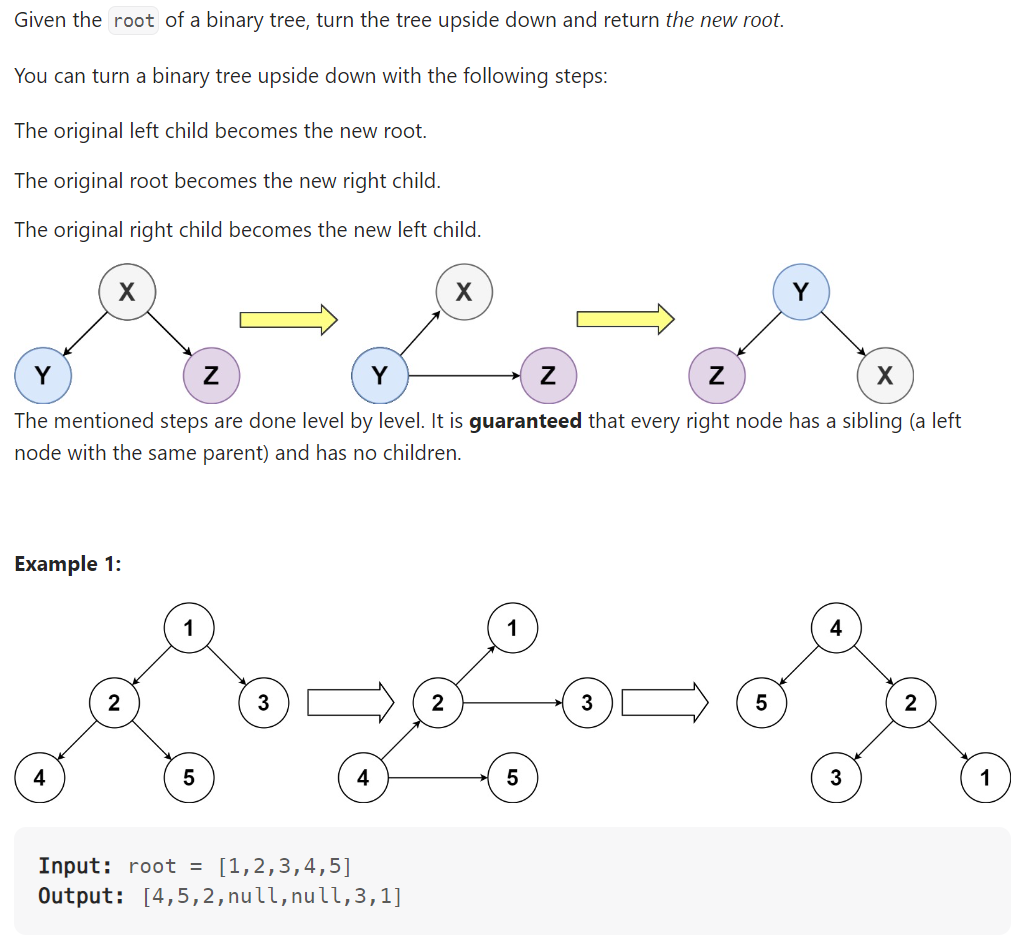 Given the root of a binary tree, turn the tree upside down and return the new root.
You can turn a binary tree upside down with the following steps:
The original left child becomes the new root.
The original root becomes the new right child.
The original right child becomes the new left child.
X X Y
Y Z Y Z Z X
The mentioned steps are done level by level. It is guaranteed that every right node has a sibling (a left
node with the same parent) and has no children.
Example 1:
1 1 4
2 3 2 3 5 2
4 5 4 5 3 1
Input: root = [1,2,3,4,5]
Output: [4,5,2,null,null,3,1]